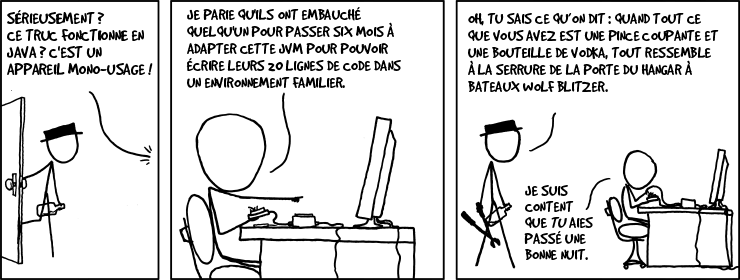 SÉRIEUSEMENT ?
CE TRUC FONCTIONNE EN
JAVA ? C'EST UN
APPAREIL MONO-USAGE !
JE PARIE QU'ILS ONT EMBAUCHÉ
QUELQU'UN POUR PASSER SIX MOIS À
ADAPTER CETTE JVM POUR POUVOIR
ÉCRIRE LEURS 20 LIGNES DE CODE DANS
UN ENVIRONNEMENT FAMILIER.
OH, TU SAIS CE QU'ON DIT : QUAND TOUT CE
QUE VOUS AVEZ EST UNE PINCE COUPANTE ET
UNE BOUTEILLE DE VODKA, TOUT RESSEMBLE
À LA SERRURE DE LA PORTE DU HANGAR À
BATEAUX WOLF BLITZER.
JE SUIS
CONTENT
QUE TU AIES
PASSÉ UNE
BONNE NUIT.